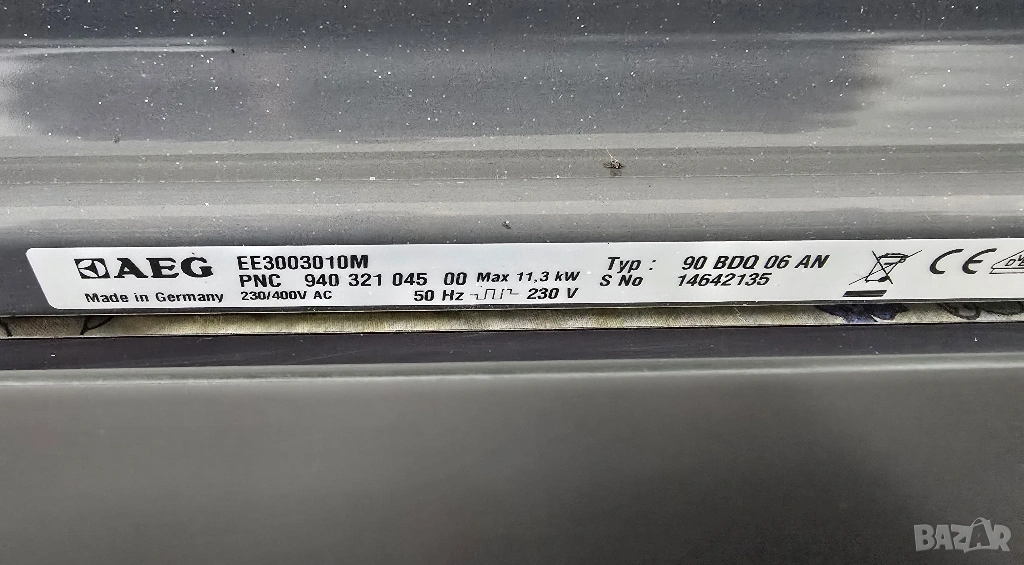 AEG
Made in Germany
EE3003010M
PNC 940 321 045 00 Max 11,3 kW
230/400V AC 50 Hz 230 V
Typ : 90 BDQ 06 AN
S No 14642135
CE
BAZAR